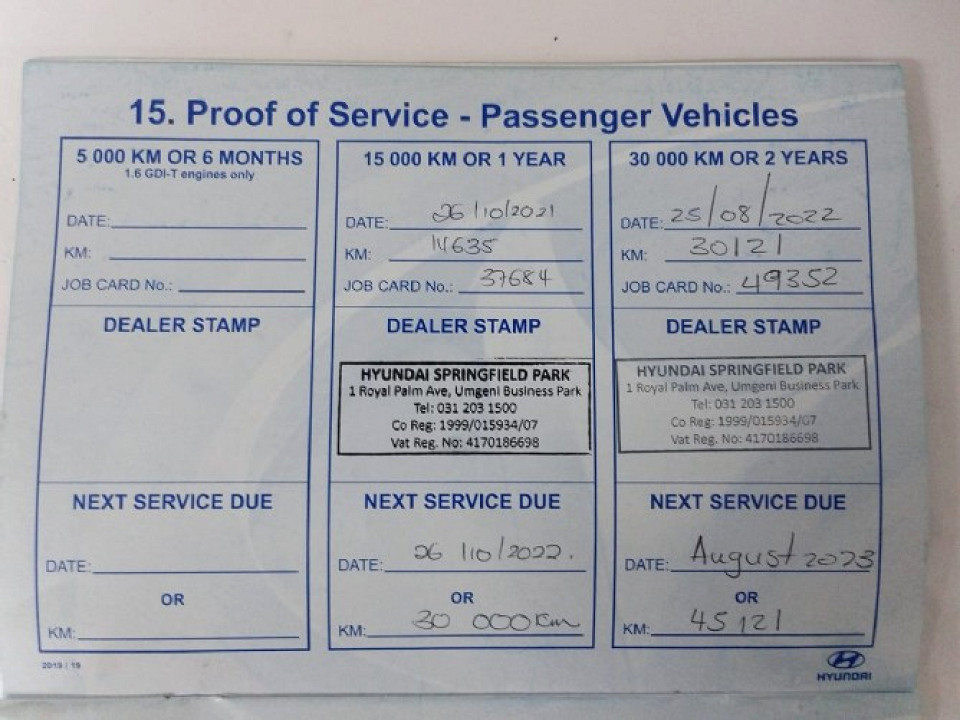 15. Proof of Service - Passenger Vehicles
5 000 KM OR 6 MONTHS
1.6 GDI-T engines only
DATE:
KM:
JOB CARD No.:
DEALER STAMP
NEXT SERVICE DUE
DATE:
OR
KM:
15 000 KM OR 1 YEAR
DATE: 26/10/2021
KM: 14635
JOB CARD No.: 37684
DEALER STAMP
HYUNDAI SPRINGFIELD PARK
1 Royal Palm Ave, Umgeni Business Park
Tel: 031 203 1500
Co Reg: 1999/015934/07
Vat Reg. No: 4170186698
NEXT SERVICE DUE
DATE: 26/10/2022.
OR
KM: 30 000km
30 000 KM OR 2 YEARS
DATE: 25/08/2022
KM: 30121
JOB CARD No.: 49352
DEALER STAMP
HYUNDAI SPRINGFIELD PARK
1 Royal Palm Ave, Umgeni Business Park
Tel: 031 203 1500
Co Reg: 1999/015934/07
Vat Reg. No: 4170186698
NEXT SERVICE DUE
DATE: August 2023
OR
KM: 45121
2019 / 19
HYUNDAI